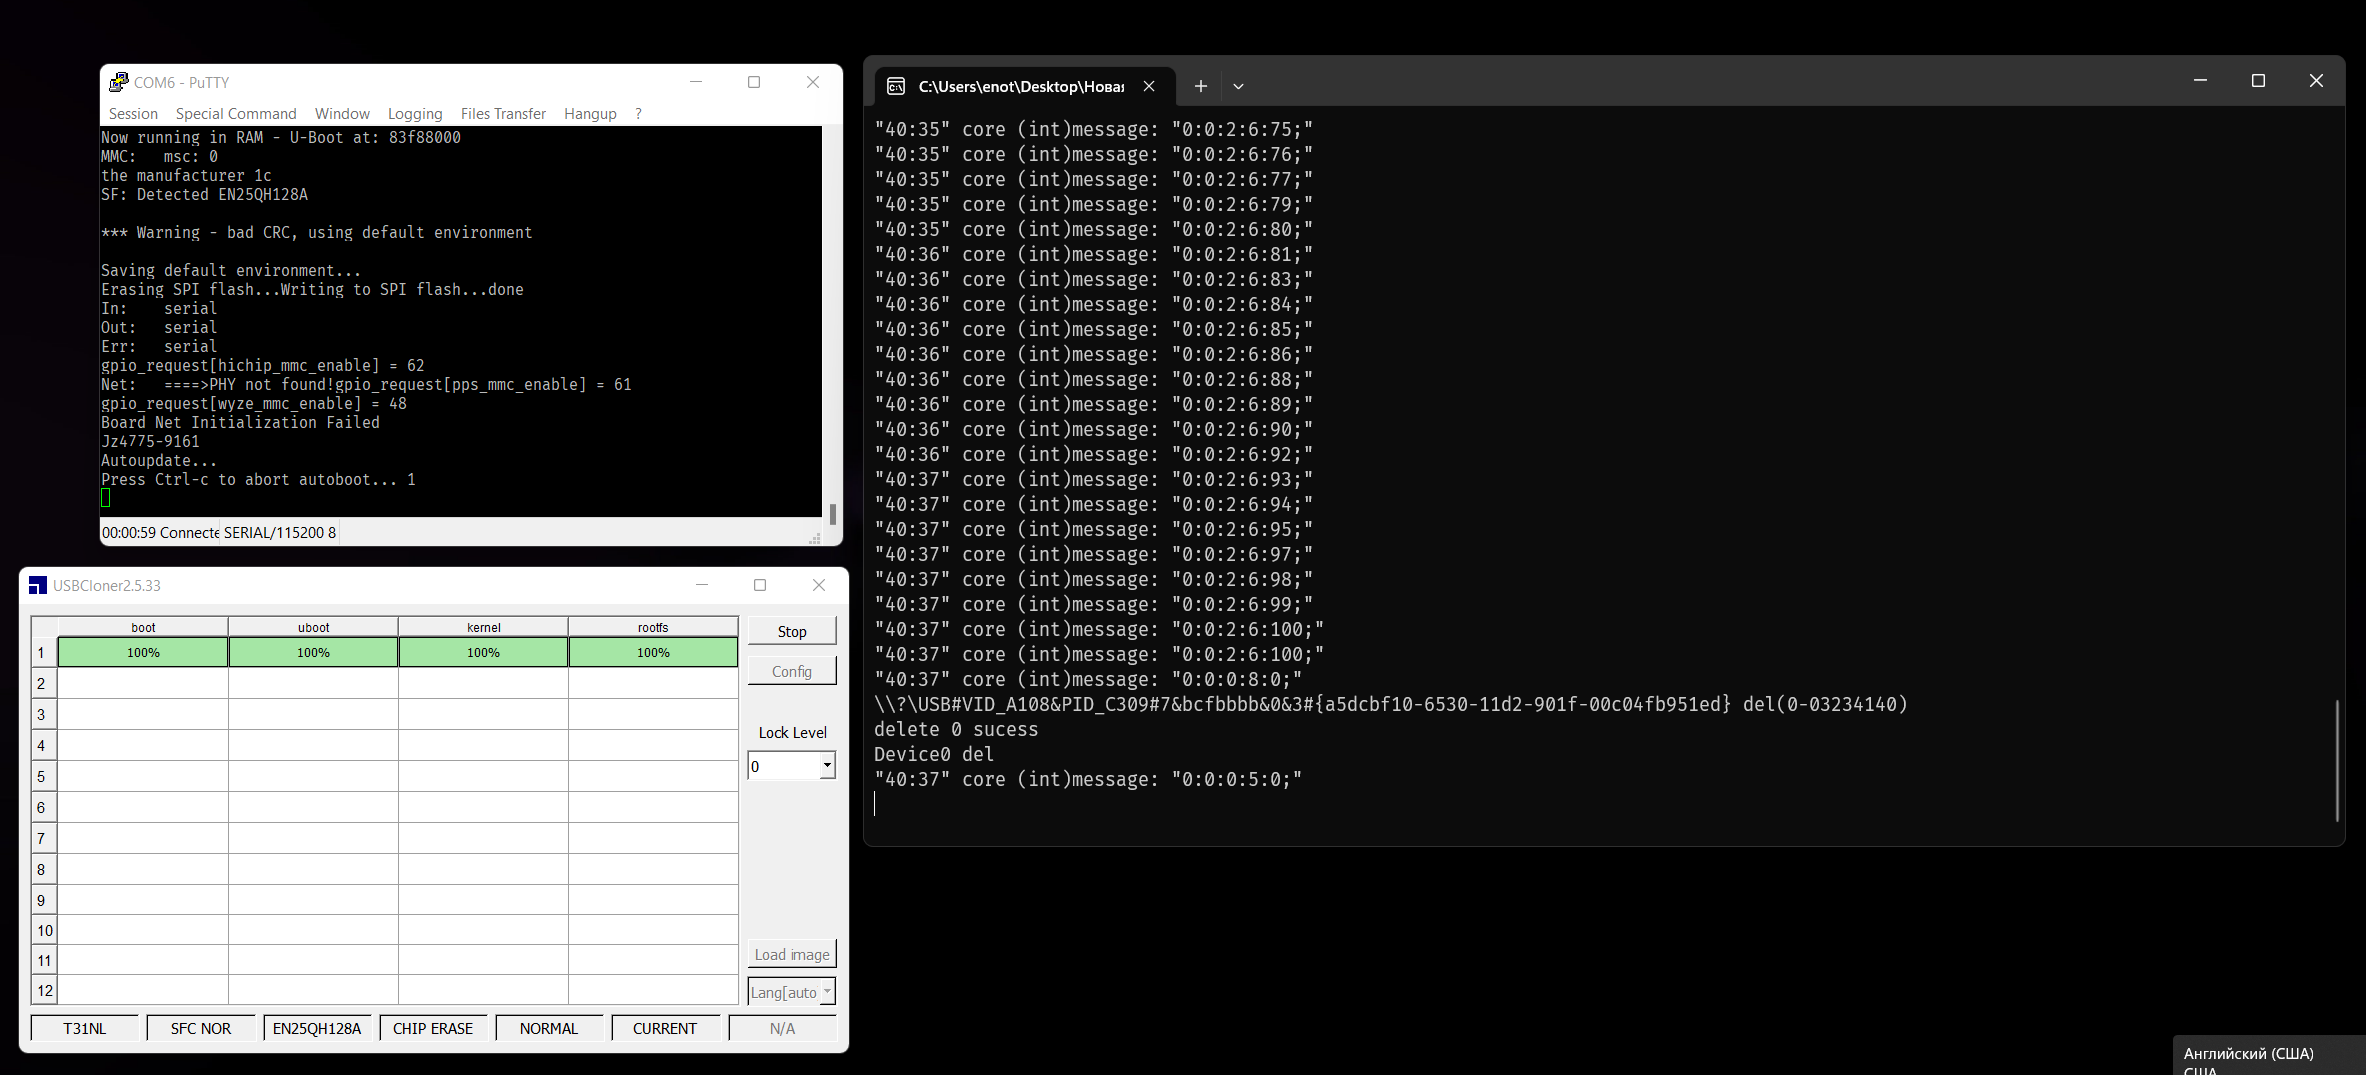 COM6 - PuTTY
Session Special Command Window Logging Files Transfer Hangup ?
Now running in RAM - U-Boot at: 83f88000
MMC:   msc: 0
the manufacturer 1c
SF: Detected EN25QH128A
*** Warning - bad CRC, using default environment
Saving default environment...
Erasing SPI flash...Writing to SPI flash...done
In:    serial
Out:   serial
Err:   serial
gpio_request[hichip_mmc_enable] = 62
Net:   ====>PHY not found!gpio_request[pps_mmc_enable] = 61
gpio_request[wyze_mmc_enable] = 48
Board Net Initialization Failed
Jz4775-9161
Autoupdate...
Press Ctrl-c to abort autoboot... 1
00:00:59 Connecte SERIAL/115200 8
USBCloner2.5.33
boot uboot kernel rootfs
1 100% 100% 100% 100%
2
3
4
5
6
7
8
9
10
11
12
Stop
Config
Lock Level
0
Load image
Lang[auto
T31NL SFC NOR EN25QH128A CHIP ERASE NORMAL CURRENT N/A
C:\Users\enot\Desktop\Новая
"40:35" core (int)message: "0:0:2:6:75;"
"40:35" core (int)message: "0:0:2:6:76;"
"40:35" core (int)message: "0:0:2:6:77;"
"40:35" core (int)message: "0:0:2:6:79;"
"40:35" core (int)message: "0:0:2:6:80;"
"40:36" core (int)message: "0:0:2:6:81;"
"40:36" core (int)message: "0:0:2:6:83;"
"40:36" core (int)message: "0:0:2:6:84;"
"40:36" core (int)message: "0:0:2:6:85;"
"40:36" core (int)message: "0:0:2:6:86;"
"40:36" core (int)message: "0:0:2:6:88;"
"40:36" core (int)message: "0:0:2:6:89;"
"40:36" core (int)message: "0:0:2:6:90;"
"40:36" core (int)message: "0:0:2:6:92;"
"40:37" core (int)message: "0:0:2:6:93;"
"40:37" core (int)message: "0:0:2:6:94;"
"40:37" core (int)message: "0:0:2:6:95;"
"40:37" core (int)message: "0:0:2:6:97;"
"40:37" core (int)message: "0:0:2:6:98;"
"40:37" core (int)message: "0:0:2:6:99;"
"40:37" core (int)message: "0:0:2:6:100;"
"40:37" core (int)message: "0:0:2:6:100;"
"40:37" core (int)message: "0:0:0:8:0;"
\\?\USB#VID_A108&PID_C309#7&bcfbbbb&0&3#{a5dcbf10-6530-11d2-901f-00c04fb951ed} del(0-03234140)
delete 0 sucess
Device0 del
"40:37" core (int)message: "0:0:0:5:0;"
Английский (США)
США